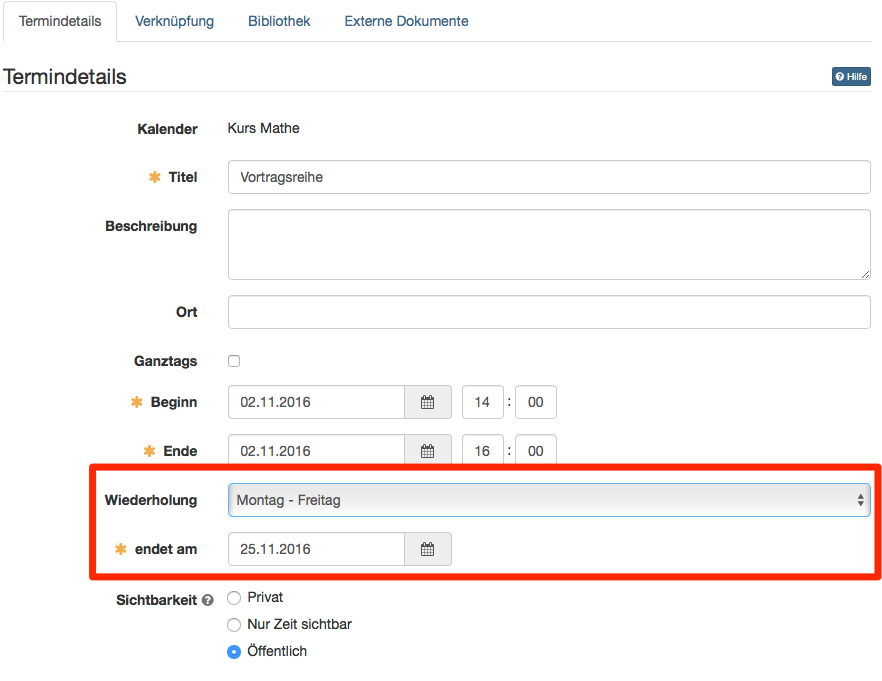 Termindetails Verknüpfung Bibliothek Externe Dokumente
Termindetails
Hilfe
Kalender Kurs Mathe
Titel Vortragsreihe
Beschreibung
Ort
Ganztags
Beginn 02.11.2016 14 : 00
Ende 02.11.2016 16 : 00
Wiederholung Montag - Freitag
endet am 25.11.2016
Sichtbarkeit ? Privat
Nur Zeit sichtbar
Öffentlich